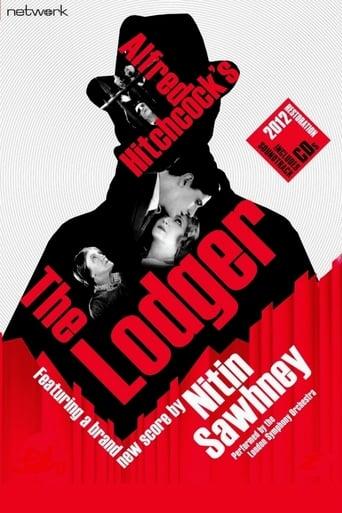 network
Alfred
Hitchcock's
2012
RESTORATION
INCLUDES
SOUNDTRACK
CDs
The
Lodger
Featuring a brand
new score by
Nitin
Sawhney
Performed by the
London Symphony Orchestra